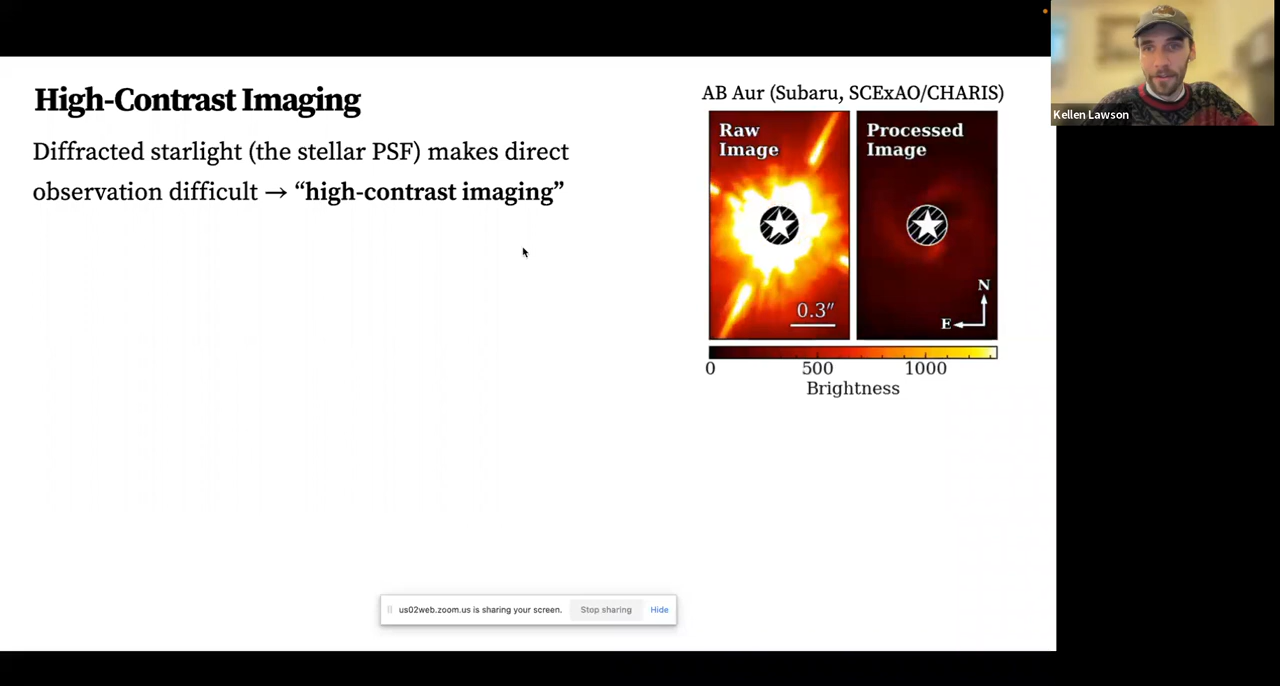 High-Contrast Imaging
Diffracted starlight (the stellar PSF) makes direct
observation difficult → “high-contrast imaging”
AB Aur (Subaru, SCExAO/CHARIS)
Raw
Image
Processed
Image
0.3″
N
E
0 500 1000
Brightness
Kellen Lawson
us02web.zoom.us is sharing your screen. Stop sharing Hide